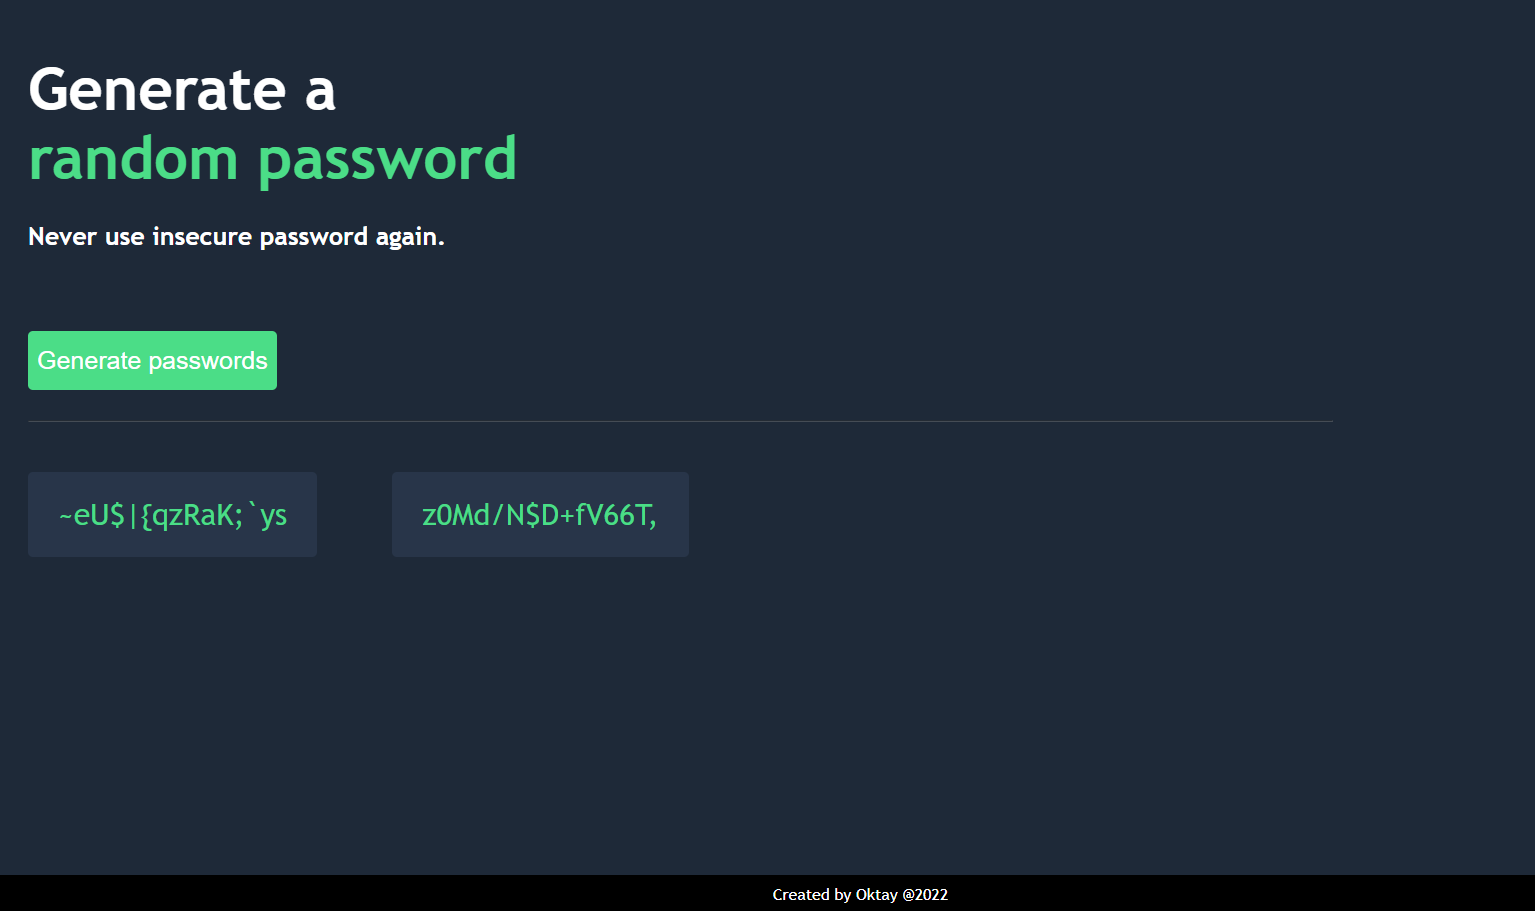 Generate a
random password
Never use insecure password again.
Generate passwords
~eU$|{qzRaK;`ys
z0Md/N$D+fV66T,
Created by Oktay @2022